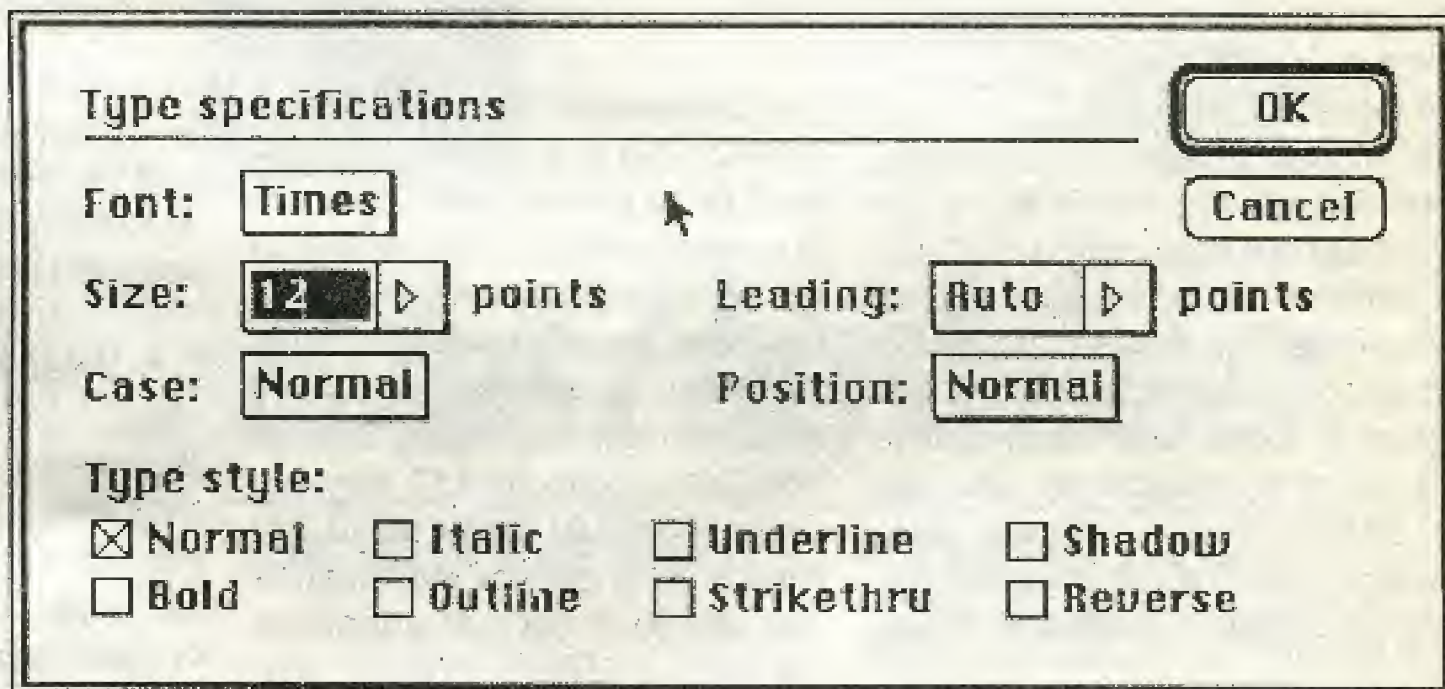 Type specifications
OK
Font: Times
Cancel
Size: 12 points Leading: Auto points
Case: Normal Position: Normal
Type style:
Normal Italic Underline Shadow
Bold Outline Strikethru Reverse